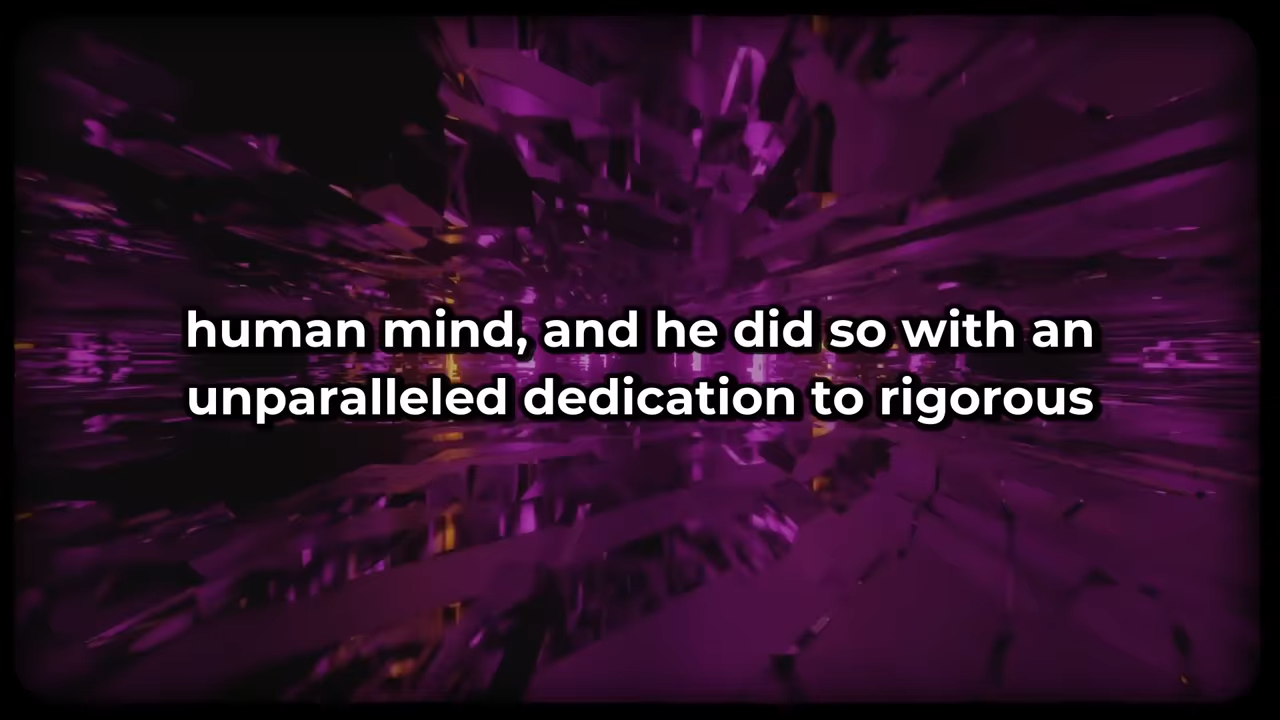 human mind, and he did so with an
unparalleled dedication to rigorous